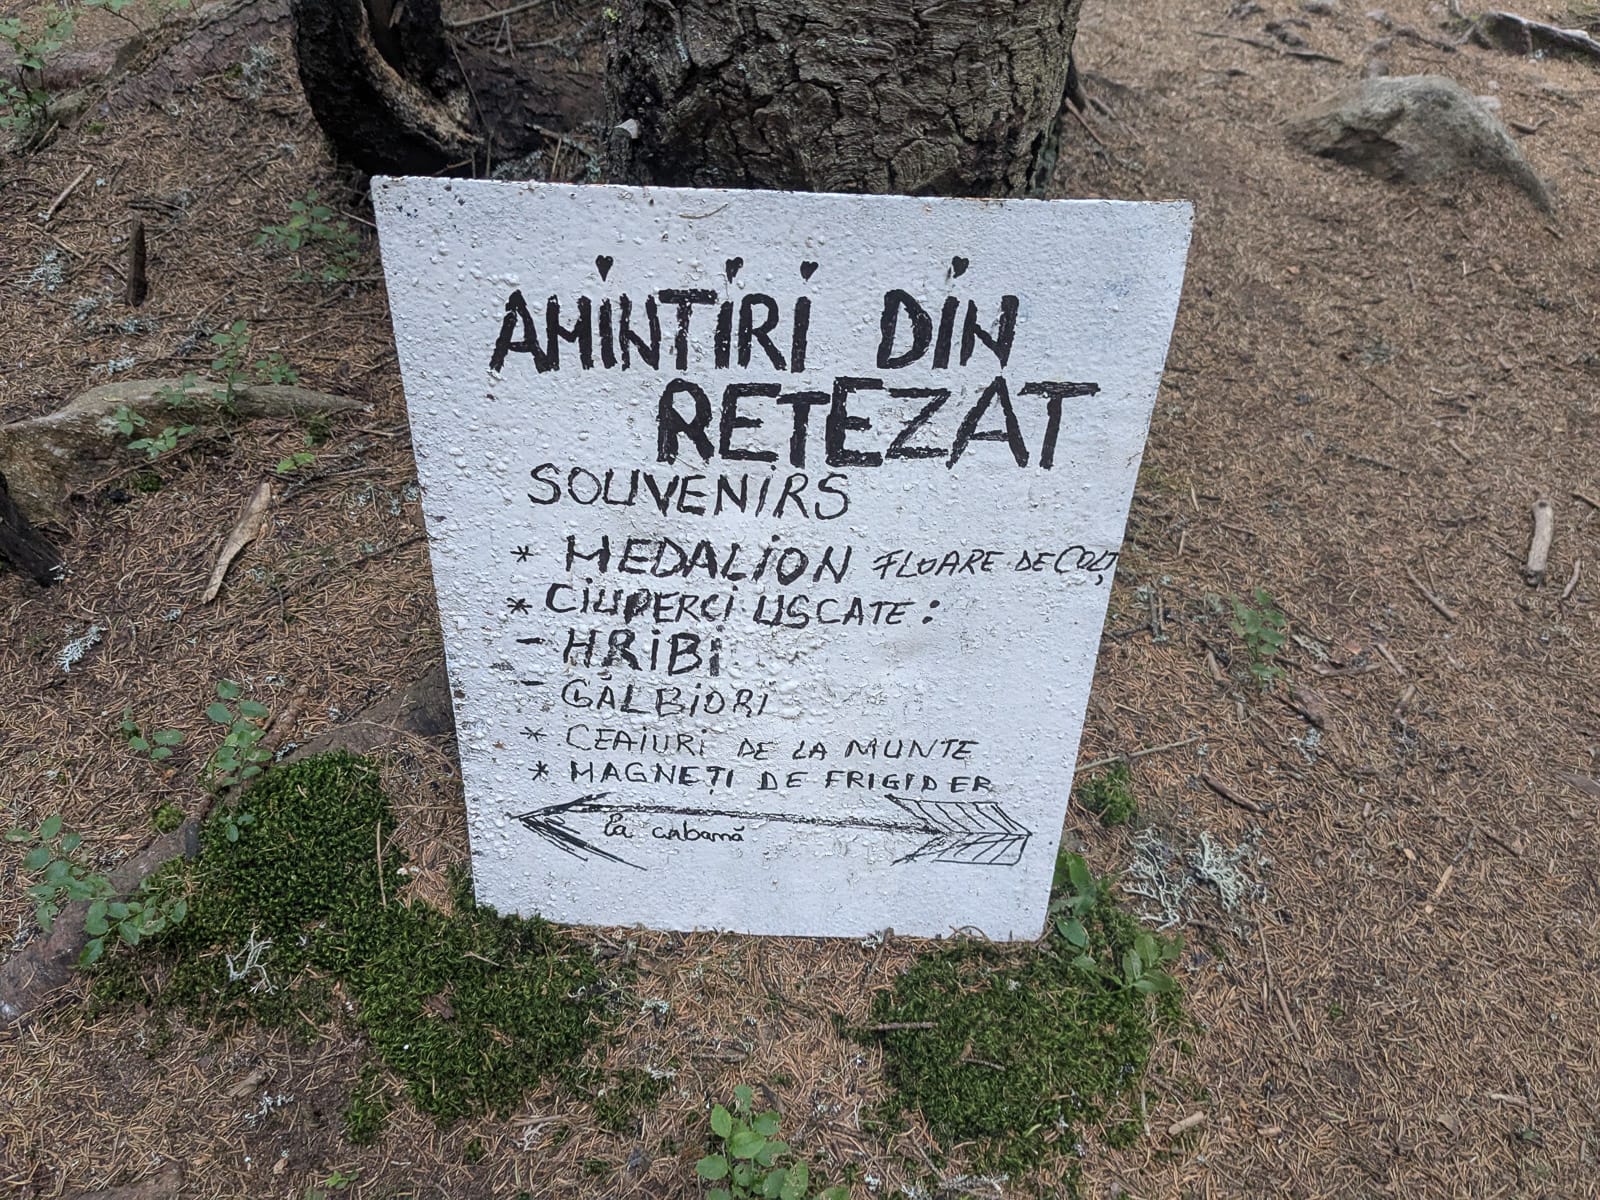 AMINTIRI DIN
RETEZAT
SOUVENIRS
* MEDALION FLOARE DE COLȚ
* CIUPERCI USCATE:
- HRIBI
- GĂLBIORI
* CEAIURI DE LA MUNTE
* MAGNEȚI DE FRIGIDER
la cabană